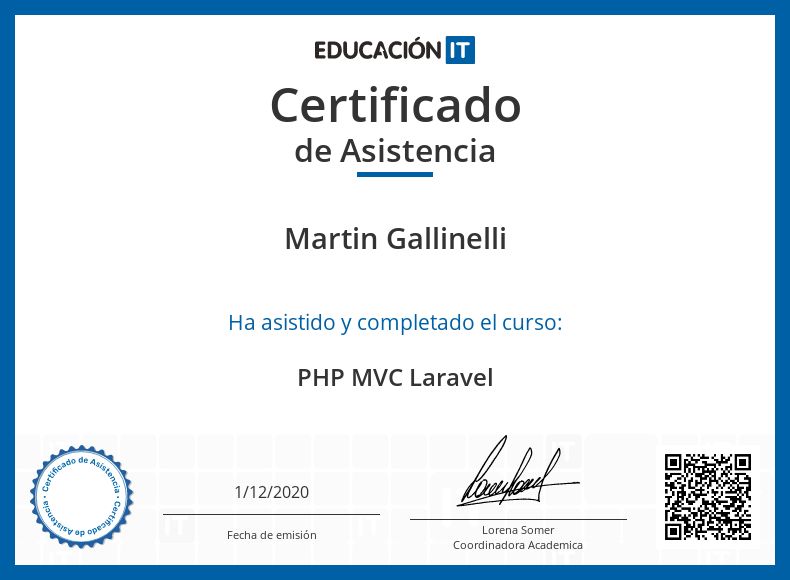 EDUCACIÓN IT
Certificado
de Asistencia
Martin Gallinelli
Ha asistido y completado el curso:
PHP MVC Laravel
Certificado de Asistencia • Certificado de Asistencia •
1/12/2020
Fecha de emisión
Lorena Somer
Coordinadora Academica